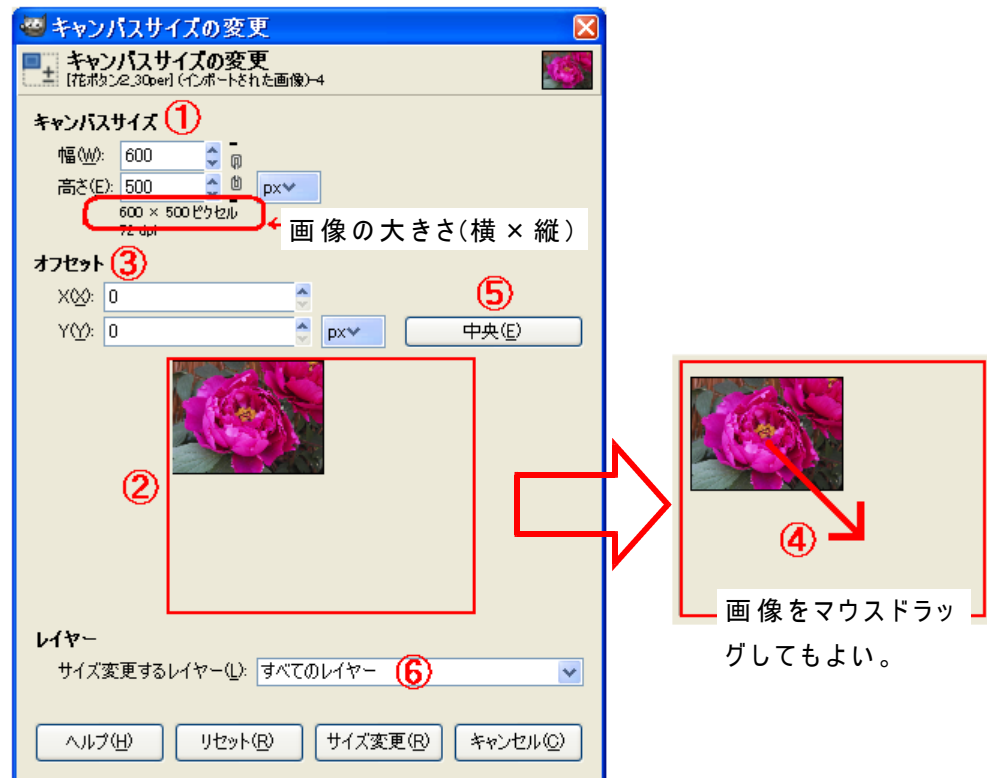 キャンバスサイズの変更
キャンバスサイズの変更
[花ボタン2_30per] (インポートされた画像)-4
キャンバスサイズ ①
幅(W): 600
高さ(E): 500 px
600 × 500 ピクセル
72 dpi
画像の大きさ(横×縦)
オフセット ③
X(X): 0
⑤
Y(Y): 0 px 中央(E)
②
④
画像をマウスドラッ
グしてもよい。
レイヤー
サイズ変更するレイヤー(L): すべてのレイヤー ⑥
ヘルプ(H) リセット(R) サイズ変更(R) キャンセル(C)